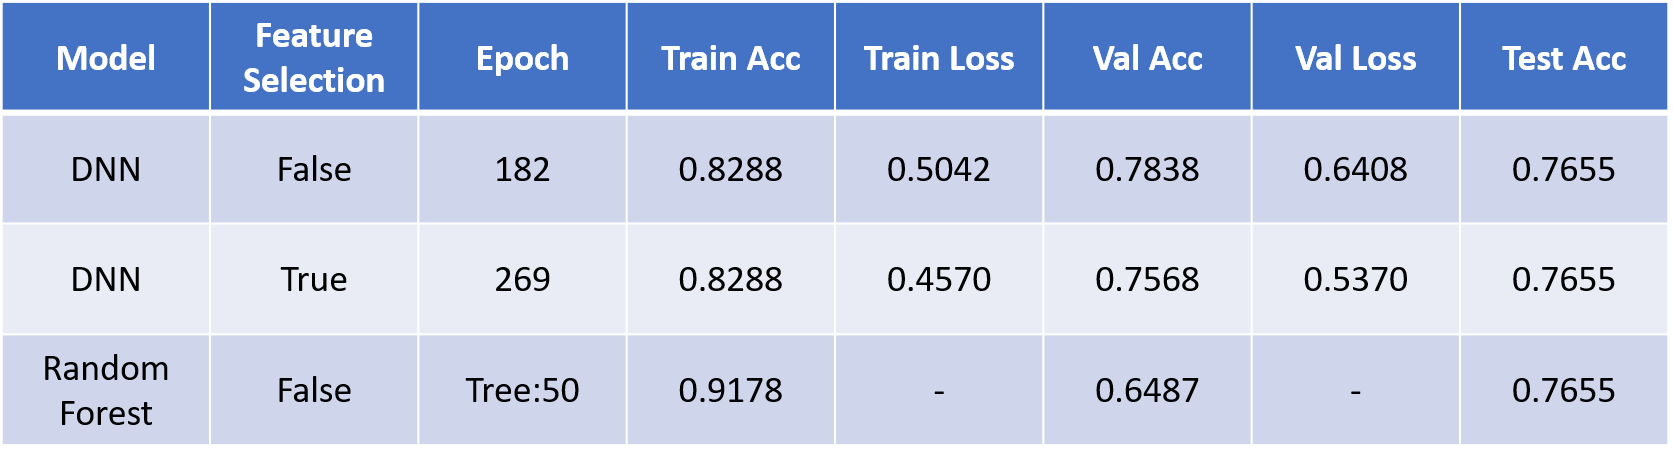 Model Feature Selection Epoch Train Acc Train Loss Val Acc Val Loss Test Acc
DNN False 182 0.8288 0.5042 0.7838 0.6408 0.7655
DNN True 269 0.8288 0.4570 0.7568 0.5370 0.7655
Random Forest False Tree:50 0.9178 - 0.6487 - 0.7655